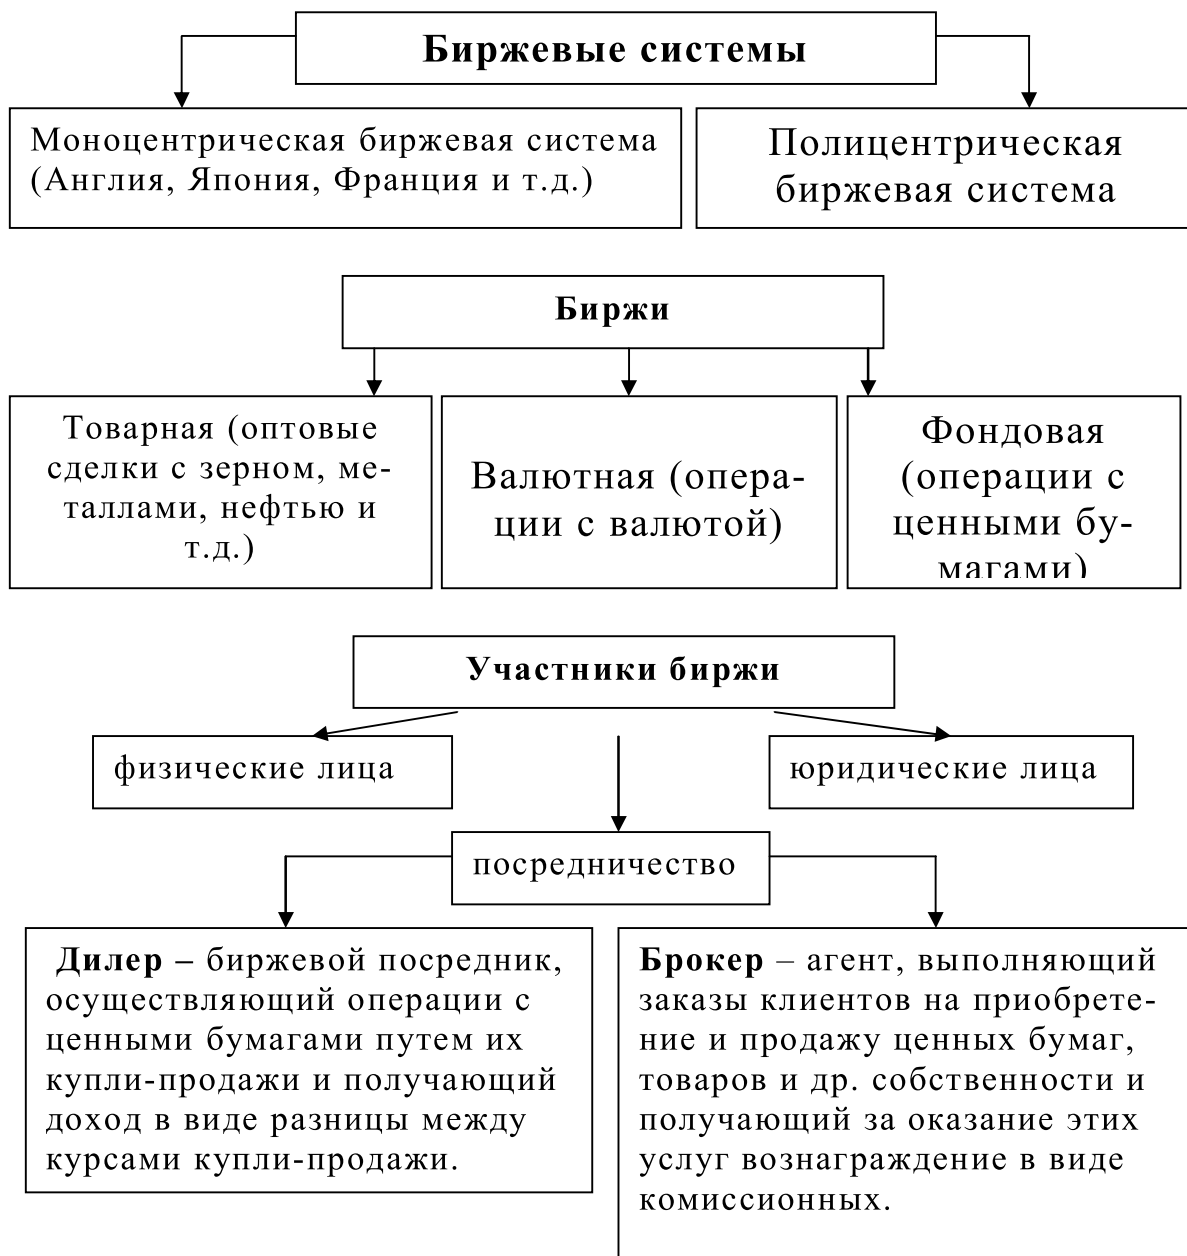 Биржевые системы
Моноцентрическая биржевая система
(Англия, Япония, Франция и т.д.)
Полицентрическая
биржевая система
Биржи
Товарная (оптовые
сделки с зерном, ме-
таллами, нефтью и
т.д.)
Валютная (опера-
ции с валютой)
Фондовая
(операции с
ценными бу-
магами)
Участники биржи
физические лица
юридические лица
посредничество
Дилер – биржевой посредник,
осуществляющий операции с
ценными бумагами путем их
купли-продажи и получающий
доход в виде разницы между
курсами купли-продажи.
Брокер – агент, выполняющий
заказы клиентов на приобрете-
ние и продажу ценных бумаг,
товаров и др. собственности и
получающий за оказание этих
услуг вознаграждение в виде
комиссионных.